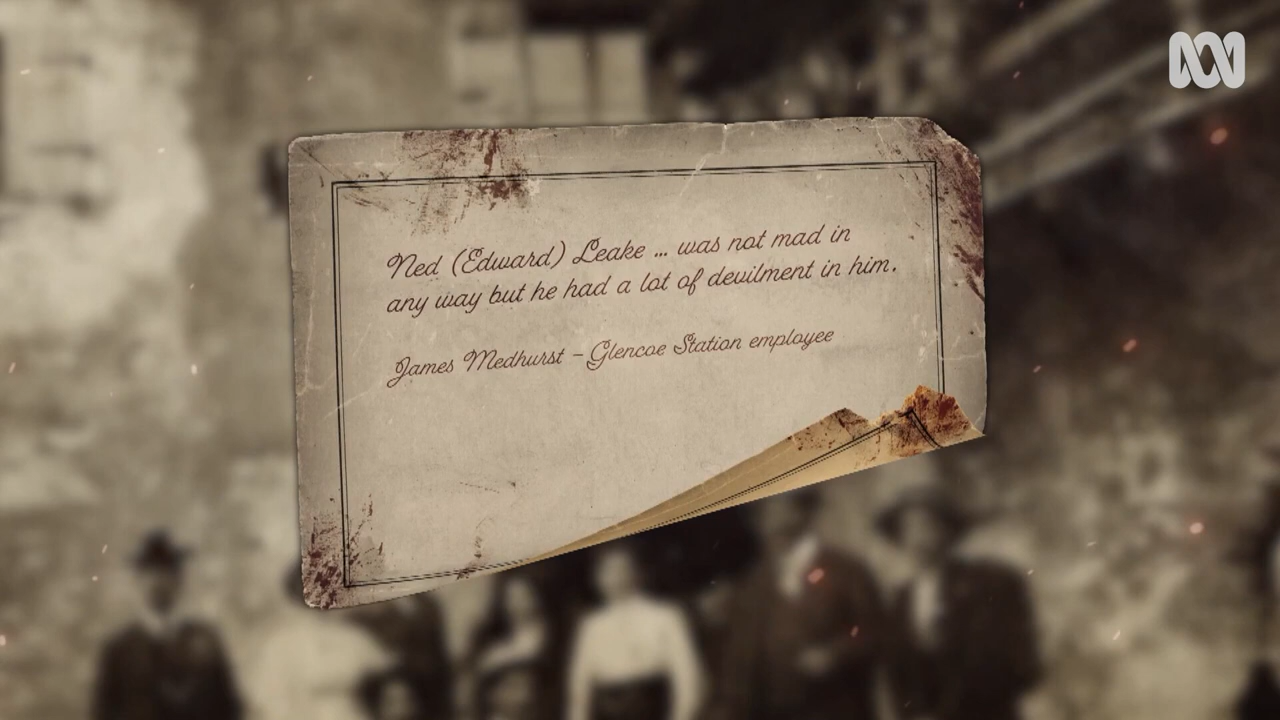 Ned (Edward) Leake ... was not mad in
any way but he had a lot of devilment in him.
James Medhurst - Glencoe Station employee